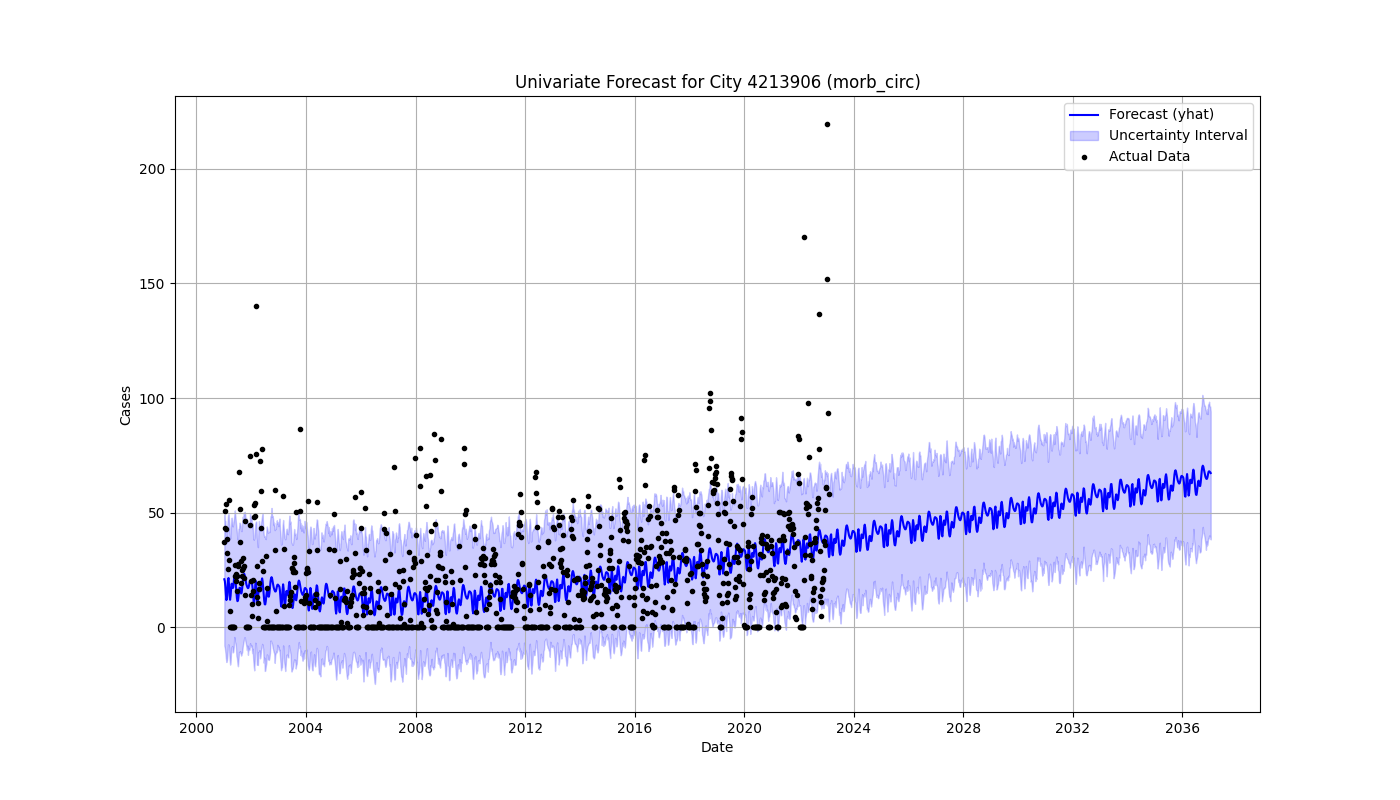 Univariate Forecast for City 4213906 (morb_circ)
Forecast (yhat)
Uncertainty Interval
Actual Data
200
150
100
50
0
Cases
2000 2004 2008 2012 2016 2020 2024 2028 2032 2036
Date